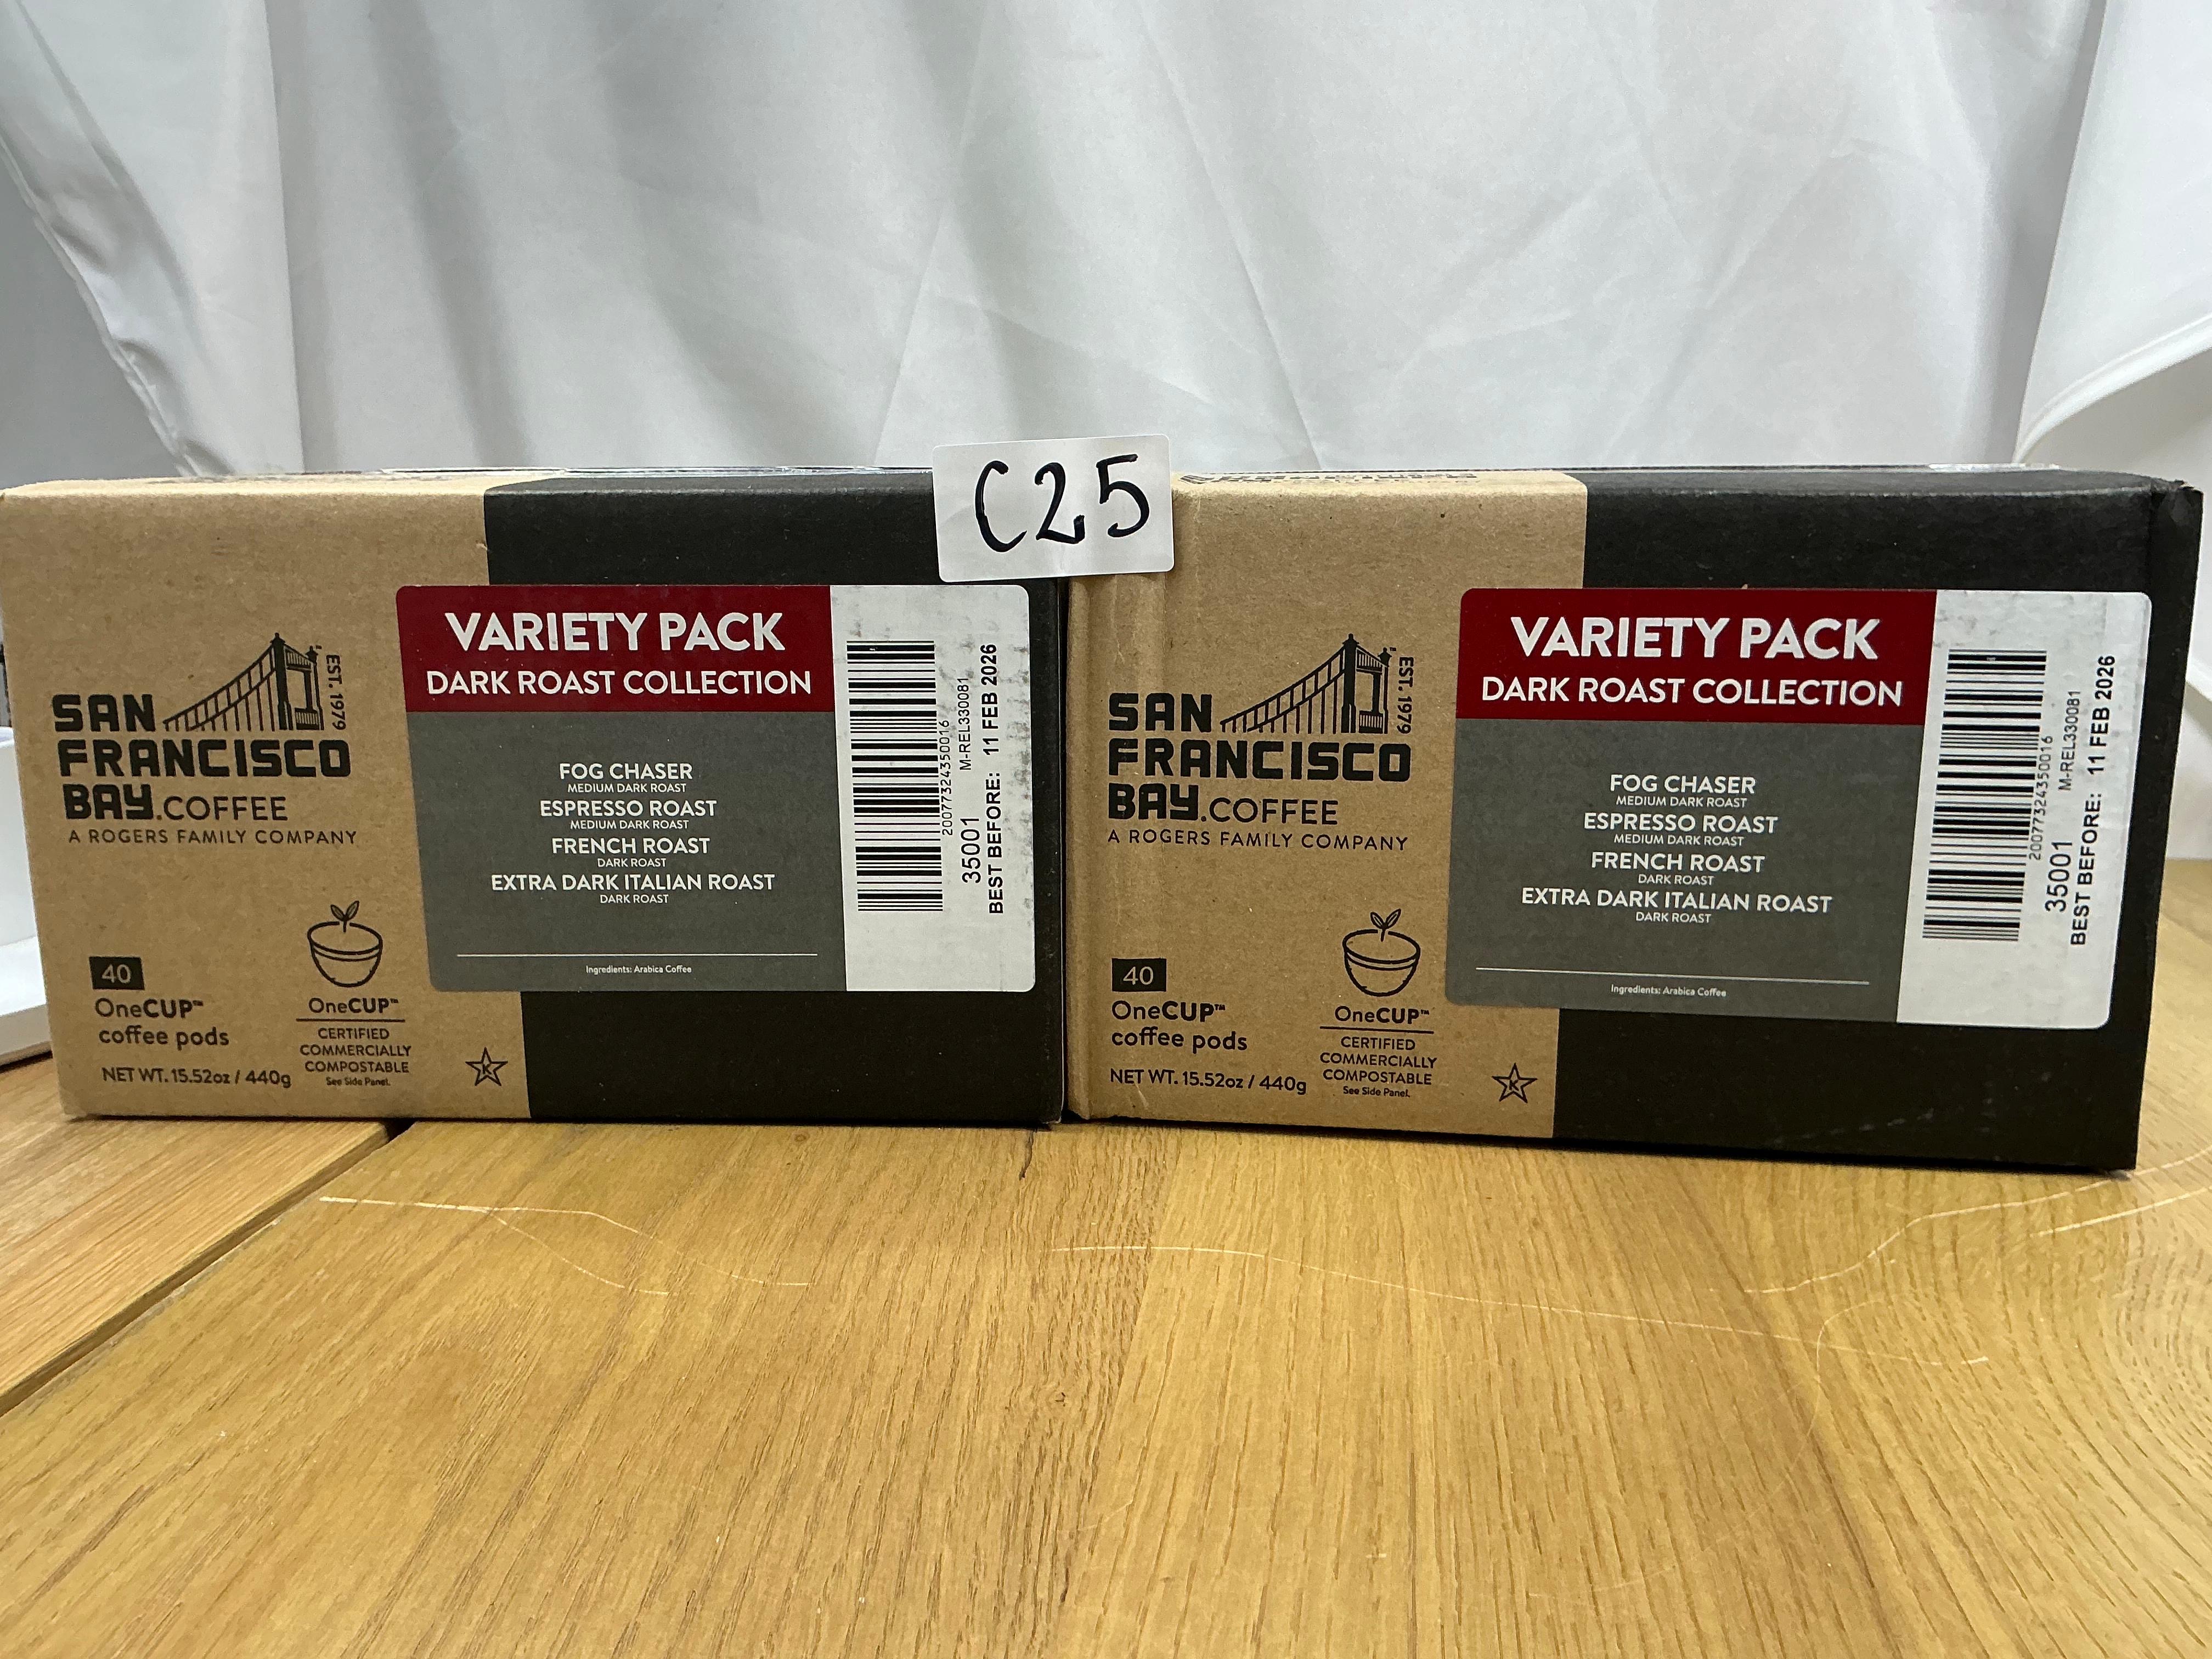 C25
SAN
FRANCISCO
BAY.COFFEE
EST. 1979
A ROGERS FAMILY COMPANY
40
OneCUP™
coffee pods
NET WT. 15.52oz / 440g
OneCUP™
CERTIFIED
COMMERCIALLY
COMPOSTABLE
See Side Panel.
K
VARIETY PACK
DARK ROAST COLLECTION
FOG CHASER
MEDIUM DARK ROAST
ESPRESSO ROAST
MEDIUM DARK ROAST
FRENCH ROAST
DARK ROAST
EXTRA DARK ITALIAN ROAST
DARK ROAST
Ingredients: Arabica Coffee
20077324350016
35001 M-REL330081
BEST BEFORE: 11 FEB 2026
SAN
FRANCISCO
BAY.COFFEE
EST. 1979
A ROGERS FAMILY COMPANY
40
OneCUP™
coffee pods
NET WT. 15.52oz / 440g
OneCUP™
CERTIFIED
COMMERCIALLY
COMPOSTABLE
See Side Panel.
K
VARIETY PACK
DARK ROAST COLLECTION
FOG CHASER
MEDIUM DARK ROAST
ESPRESSO ROAST
MEDIUM DARK ROAST
FRENCH ROAST
DARK ROAST
EXTRA DARK ITALIAN ROAST
DARK ROAST
Ingredients: Arabica Coffee
20077324350016
35001 M-REL330081
BEST BEFORE: 11 FEB 2026